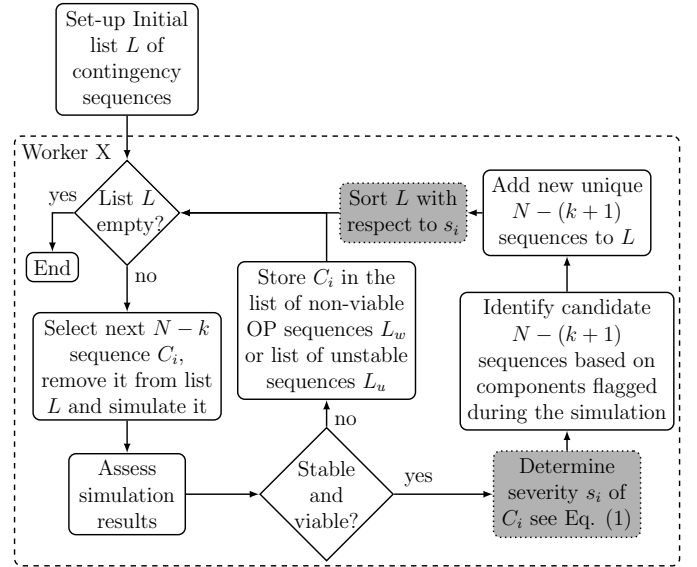 Set-up Initial
list L of
contingency
sequences
Worker X
List L
empty?
yes
End
no
Select next N − k
sequence C_i,
remove it from list
L and simulate it
Assess
simulation
results
Stable
and
viable?
no
Store C_i in the
list of non-viable
OP sequences L_w
or list of unstable
sequences L_u
yes
Determine
severity s_i of
C_i see Eq. (1)
Identify candidate
N − (k + 1)
sequences based on
components flagged
during the simulation
Add new unique
N − (k + 1)
sequences to L
Sort L with
respect to s_i